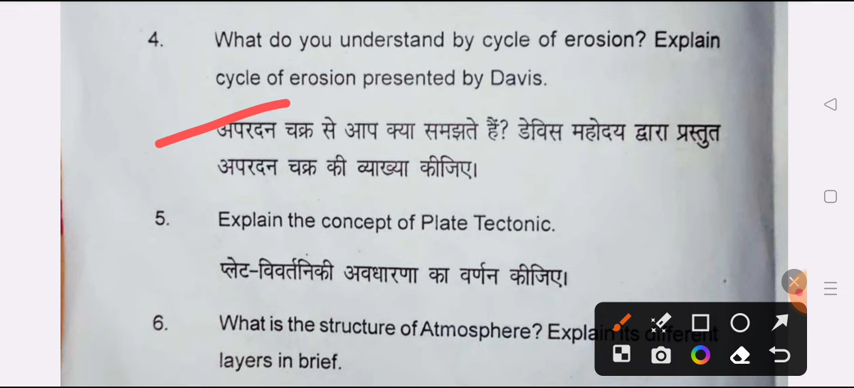 4. What do you understand by cycle of erosion? Explain
cycle of erosion presented by Davis.
अपरदन चक्र से आप क्या समझते हैं? डेविस महोदय द्वारा प्रस्तुत
अपरदन चक्र की व्याख्या कीजिए।
5. Explain the concept of Plate Tectonic.
प्लेट-विवर्तनिकी अवधारणा का वर्णन कीजिए।
6. What is the structure of Atmosphere? Explain its different
layers in brief.